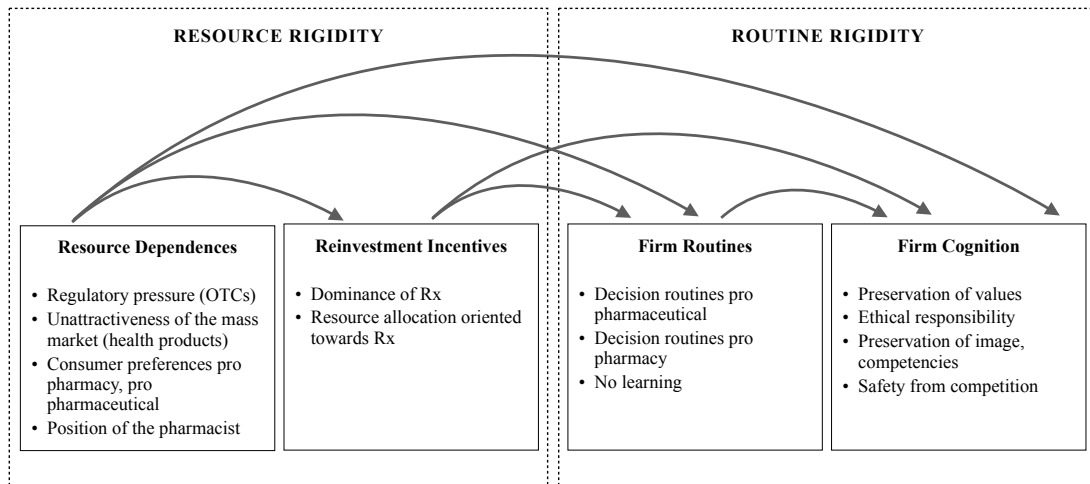 RESOURCE RIGIDITY
ROUTINE RIGIDITY
Resource Dependences
• Regulatory pressure (OTCs)
• Unattractiveness of the mass
market (health products)
• Consumer preferences pro
pharmacy, pro
pharmaceutical
• Position of the pharmacist
Reinvestment Incentives
• Dominance of Rx
• Resource allocation oriented
towards Rx
Firm Routines
• Decision routines pro
pharmaceutical
• Decision routines pro
pharmacy
• No learning
Firm Cognition
• Preservation of values
• Ethical responsibility
• Preservation of image,
competencies
• Safety from competition